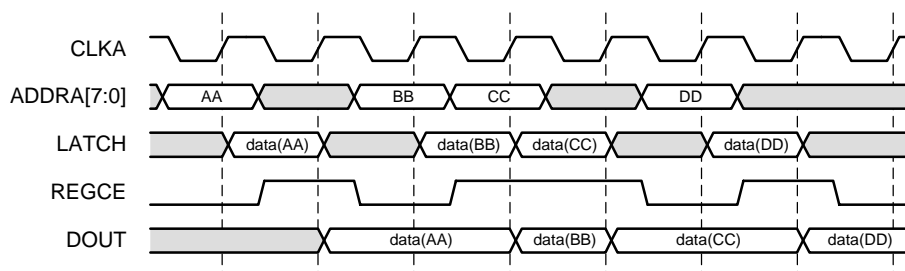 CLKA
ADDRA[7:0] AA BB CC DD
LATCH data(AA) data(BB) data(CC) data(DD)
REGCE
DOUT data(AA) data(BB) data(CC) data(DD)